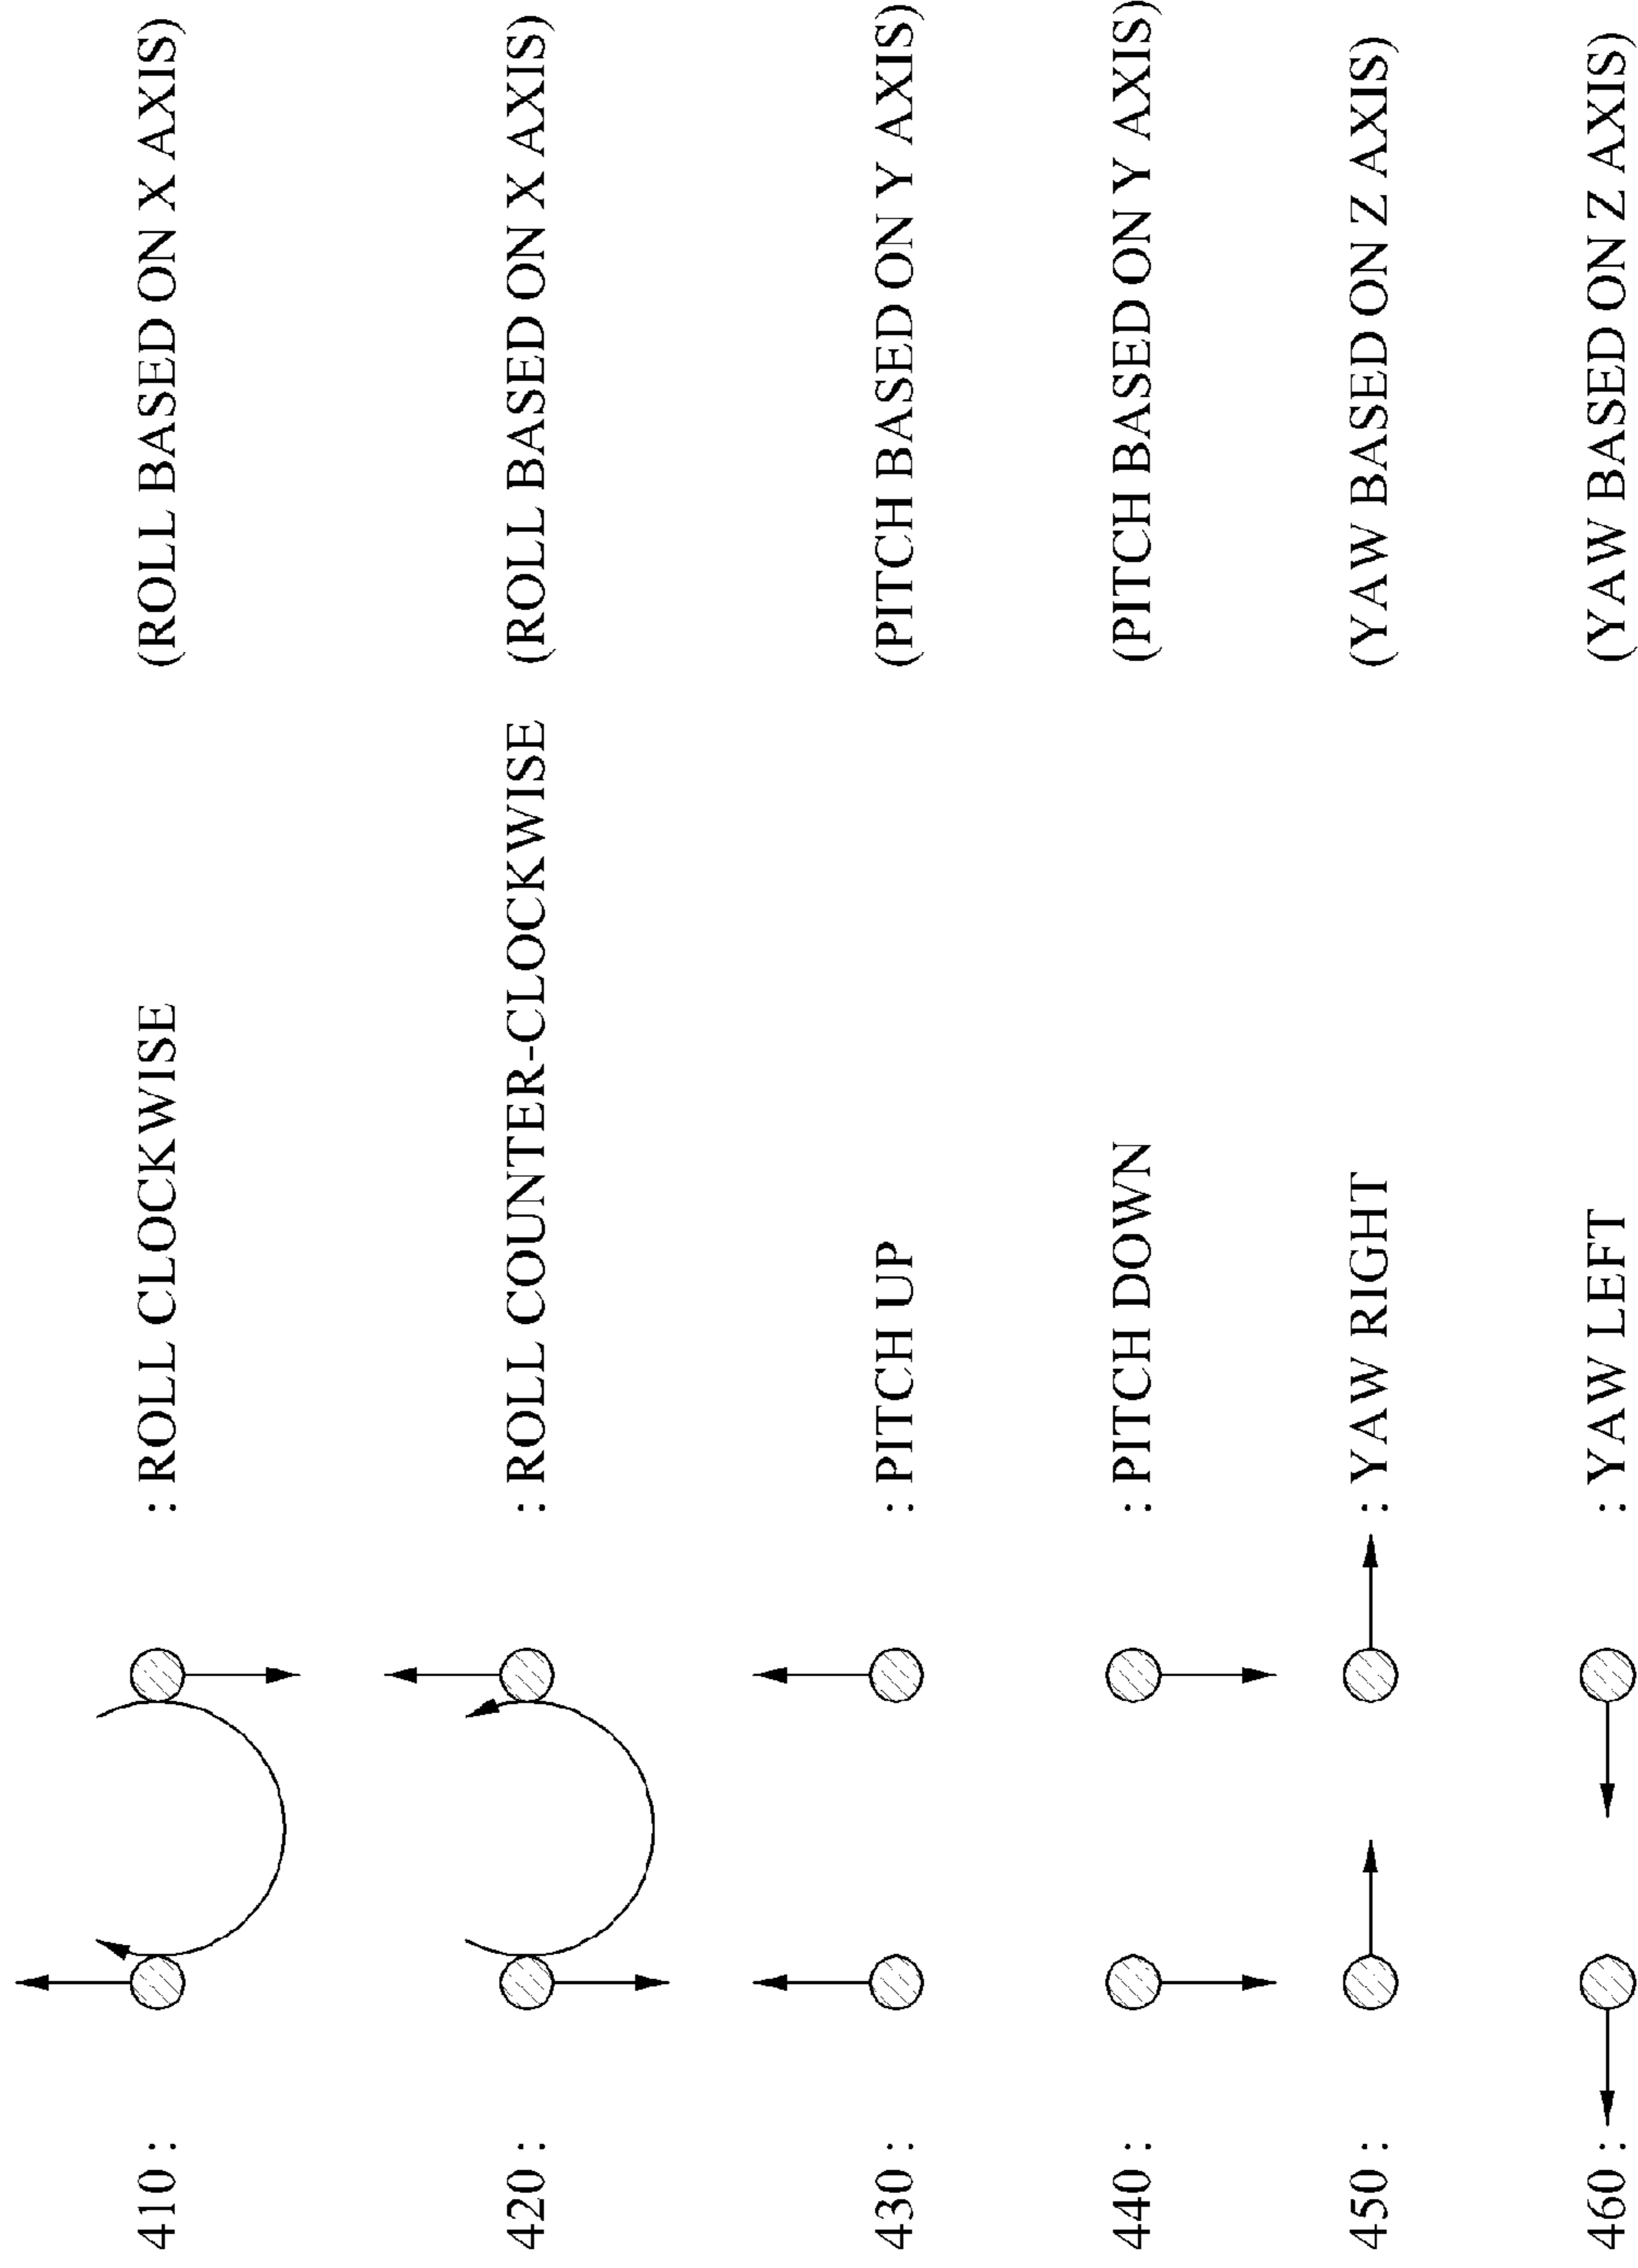 410 : : ROLL CLOCKWISE (ROLL BASED ON X AXIS)
420 : : ROLL COUNTER-CLOCKWISE (ROLL BASED ON X AXIS)
430 : : PITCH UP (PITCH BASED ON Y AXIS)
440 : : PITCH DOWN (PITCH BASED ON Y AXIS)
450 : : YAW RIGHT (YAW BASED ON Z AXIS)
460 : : YAW LEFT (YAW BASED ON Z AXIS)